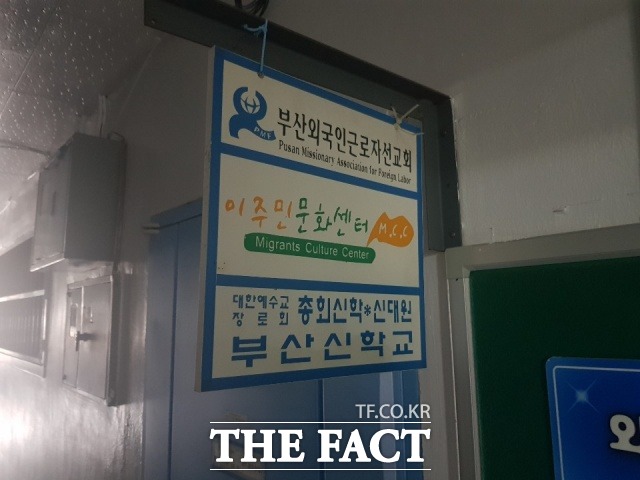 PMF
부산외국인근로자선교회
Pusan Missionary Association for Foreign Labor
이주민문화센터 M.C.C
Migrants Culture Center
대한예수교
장로회
총회신학*신대원
부산신학교
TF.CO.KR
THE FACT